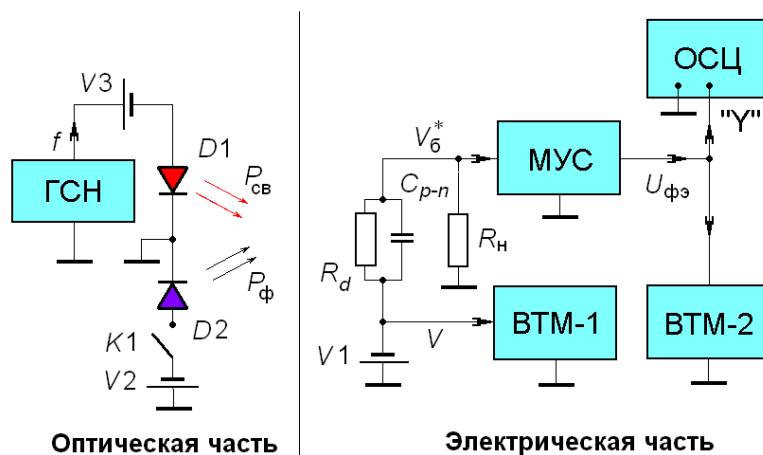 ОСЦ
V3
"Y"
f
D1
V*б
МУС
ГСН
Pсв
Cp-n
Uфэ
Rн
Rd
Pф
D2
ВТМ-1
ВТМ-2
K1
V
V1
V2
Оптическая часть
Электрическая часть